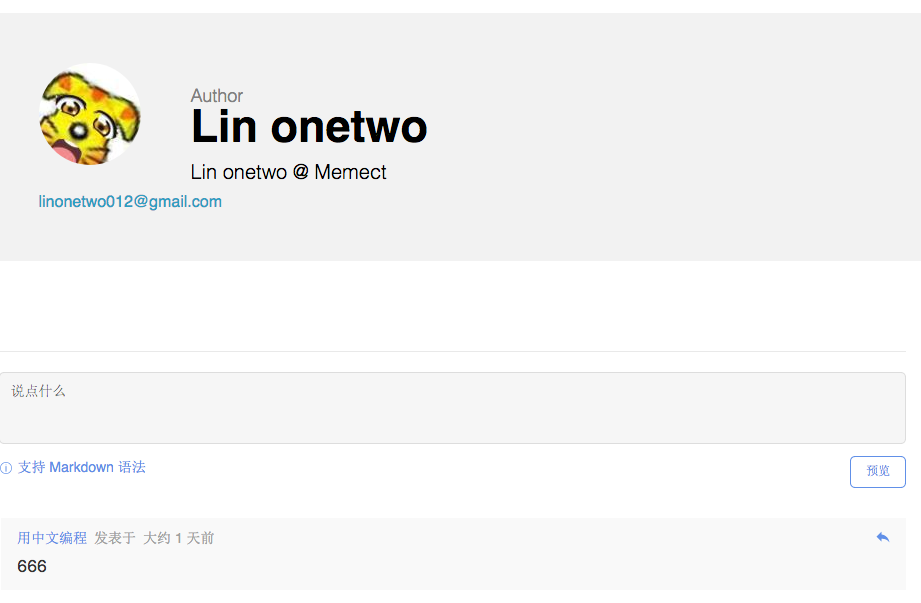 Author
Lin onetwo
Lin onetwo @ Memect
linonetwo012@gmail.com
说点什么
支持 Markdown 语法
预览
用中文编程 发表于 大约 1 天前
666